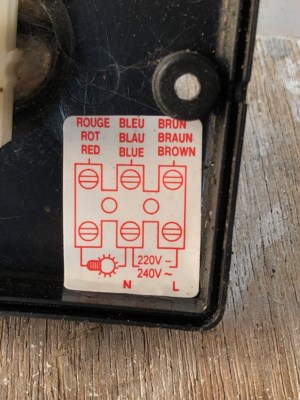 ROUGE BLEU BRUN
ROT BLAU BRAUN
RED BLUE BROWN
220V~
240V~
N L